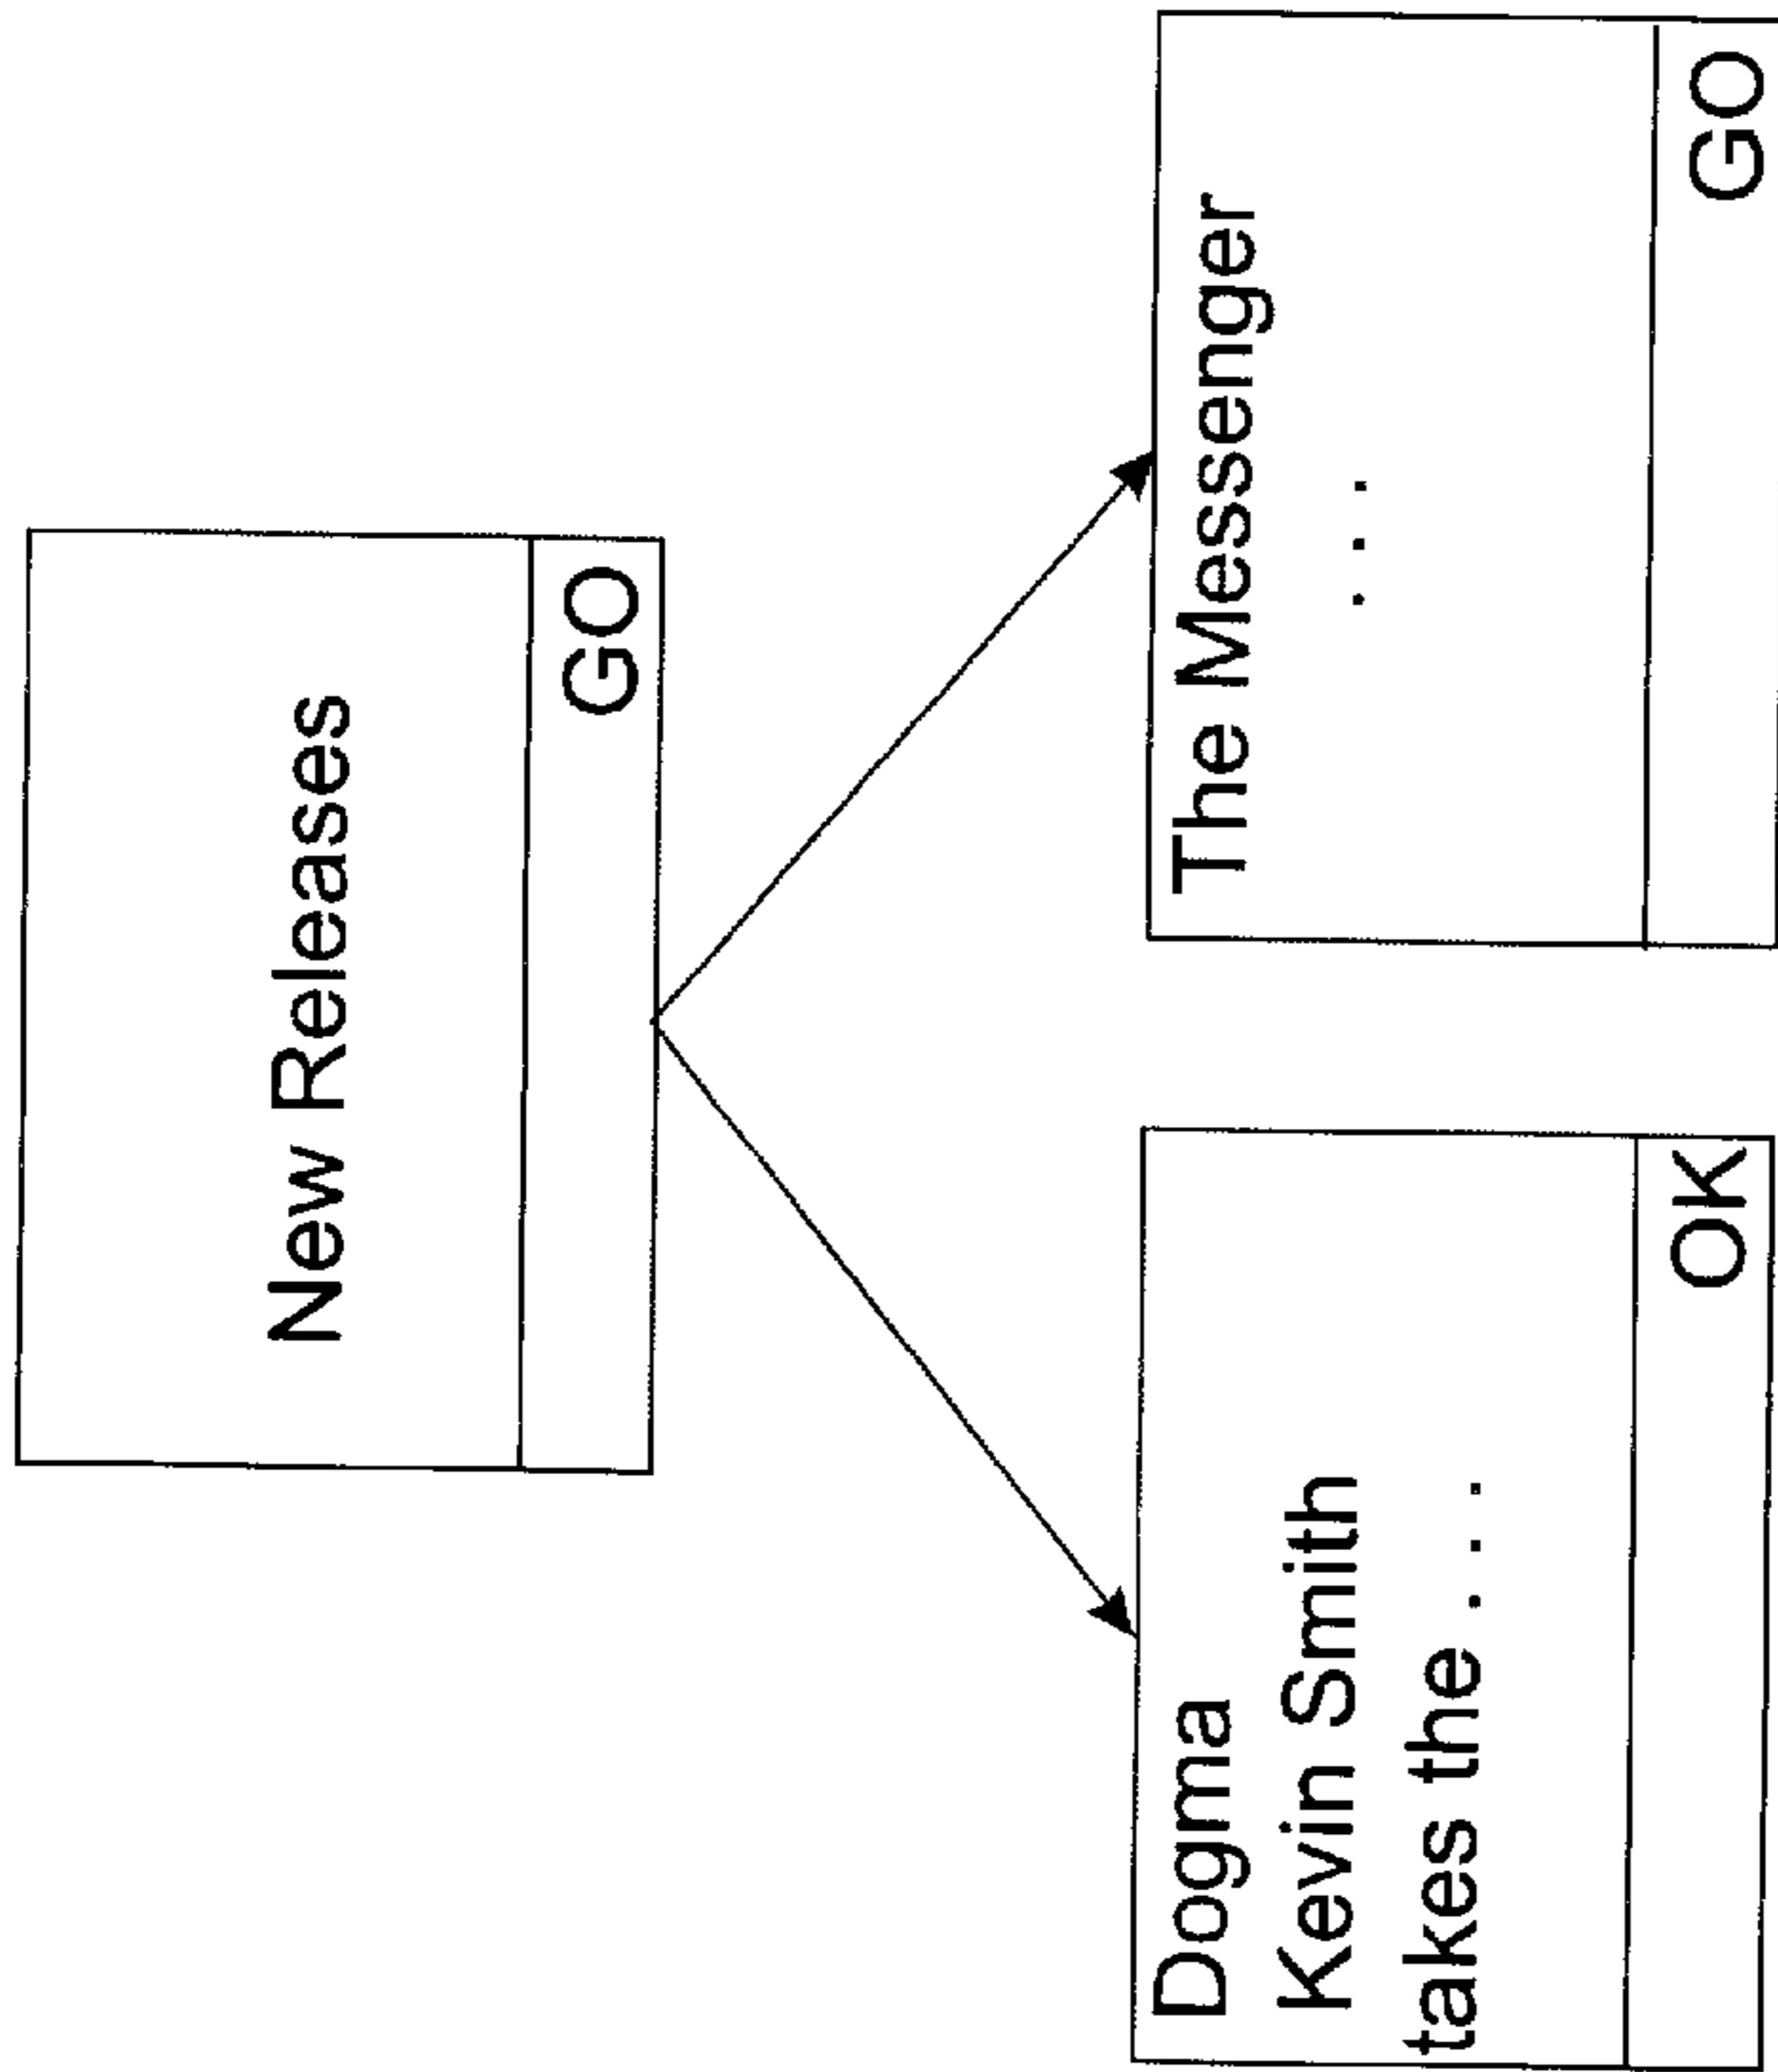 New Releases
GO
Dogma
Kevin Smith
takes the . . .
OK
The Messenger
. . .
GO